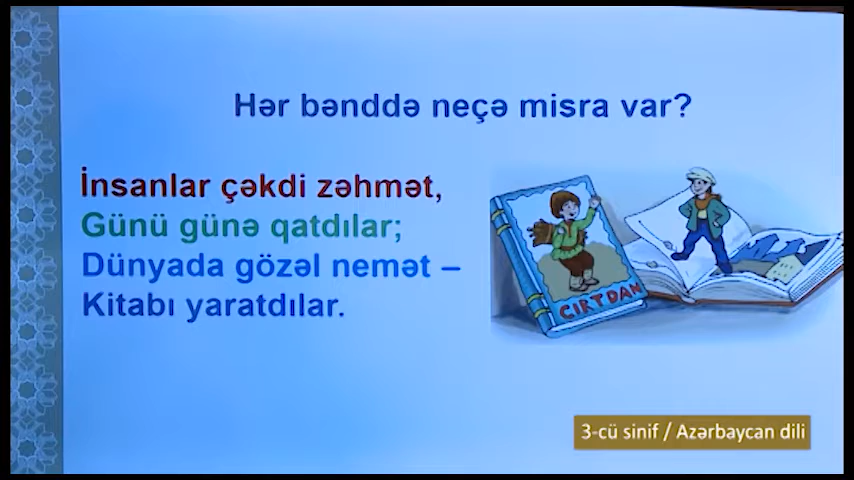 Hər bənddə neçə misra var?
İnsanlar çəkdi zəhmət,
Günü günə qatdılar;
Dünyada gözəl nemət –
Kitabı yaratdılar.
CIRTDAN
3-cü sinif / Azərbaycan dili